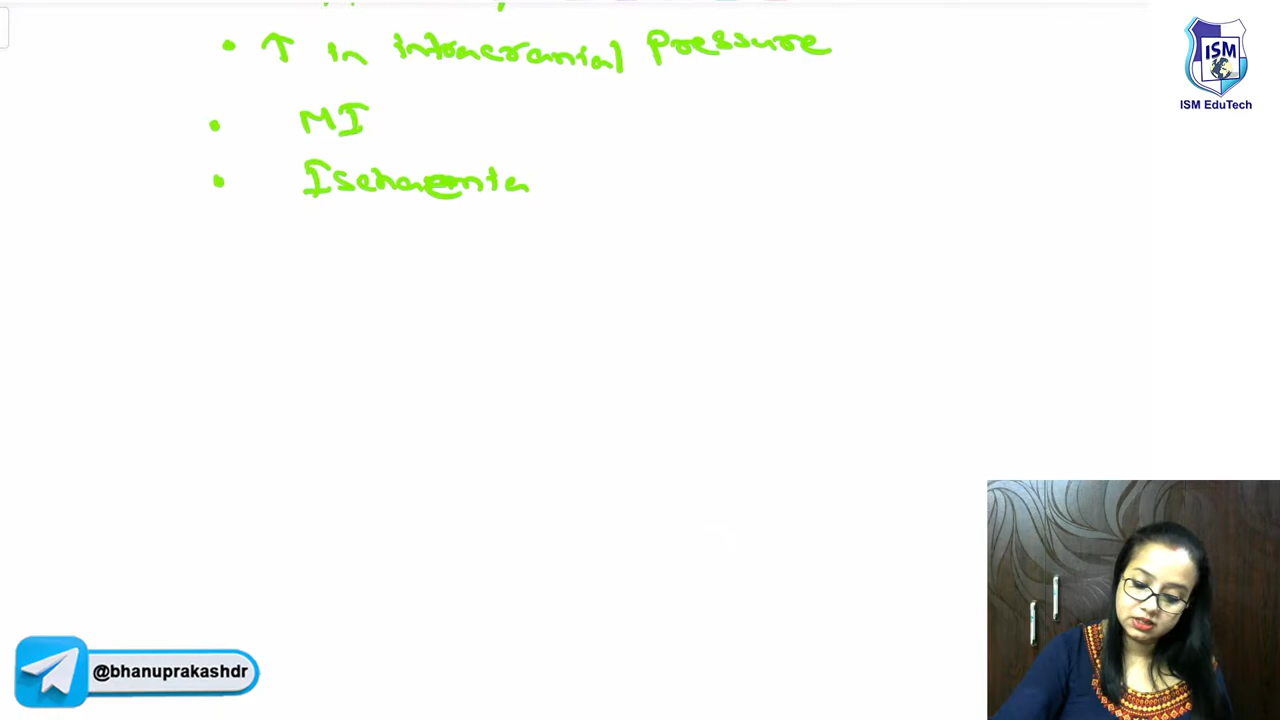 • ↑ in intracranial pressure
• MI
• Ischaemia
ISM
ISM EduTech
@bhanuprakashdr